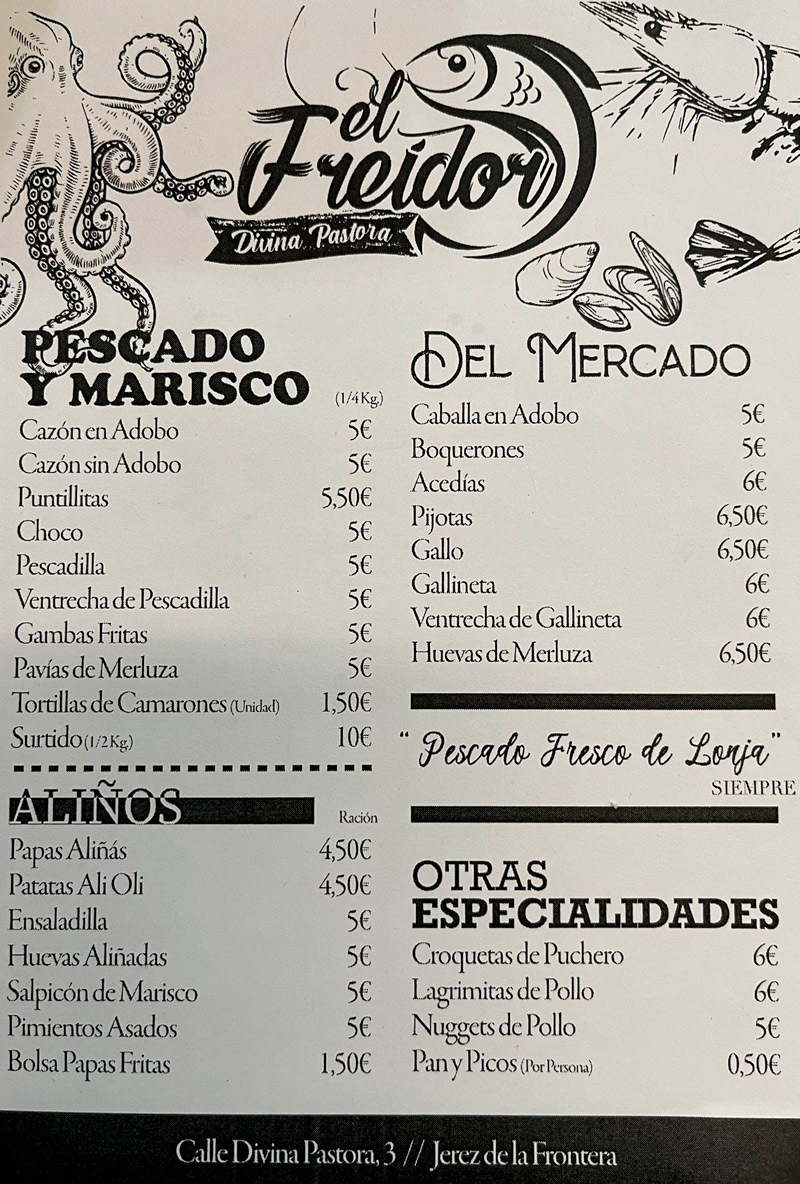 el
Freídor
Divina Pastora
PESCADO
Y MARISCO (1/4 Kg.)
Cazón en Adobo 5€
Cazón sin Adobo 5€
Puntillitas 5,50€
Choco 5€
Pescadilla 5€
Ventrecha de Pescadilla 5€
Gambas Fritas 5€
Pavías de Merluza 5€
Tortillas de Camarones (Unidad) 1,50€
Surtido (1/2 Kg.) 10€
ALIÑOS Ración
Papas Aliñás 4,50€
Patatas Ali Oli 4,50€
Ensaladilla 5€
Huevas Aliñadas 5€
Salpicón de Marisco 5€
Pimientos Asados 5€
Bolsa Papas Fritas 1,50€
DEL MERCADO
Caballa en Adobo 5€
Boquerones 5€
Acedías 6€
Pijotas 6,50€
Gallo 6,50€
Gallineta 6€
Ventrecha de Gallineta 6€
Huevas de Merluza 6,50€
“ Pescado Fresco de Lonja”
SIEMPRE
OTRAS
ESPECIALIDADES
Croquetas de Puchero 6€
Lagrimitas de Pollo 6€
Nuggets de Pollo 5€
Pan y Picos (Por Persona) 0,50€
Calle Divina Pastora, 3 // Jerez de la Frontera